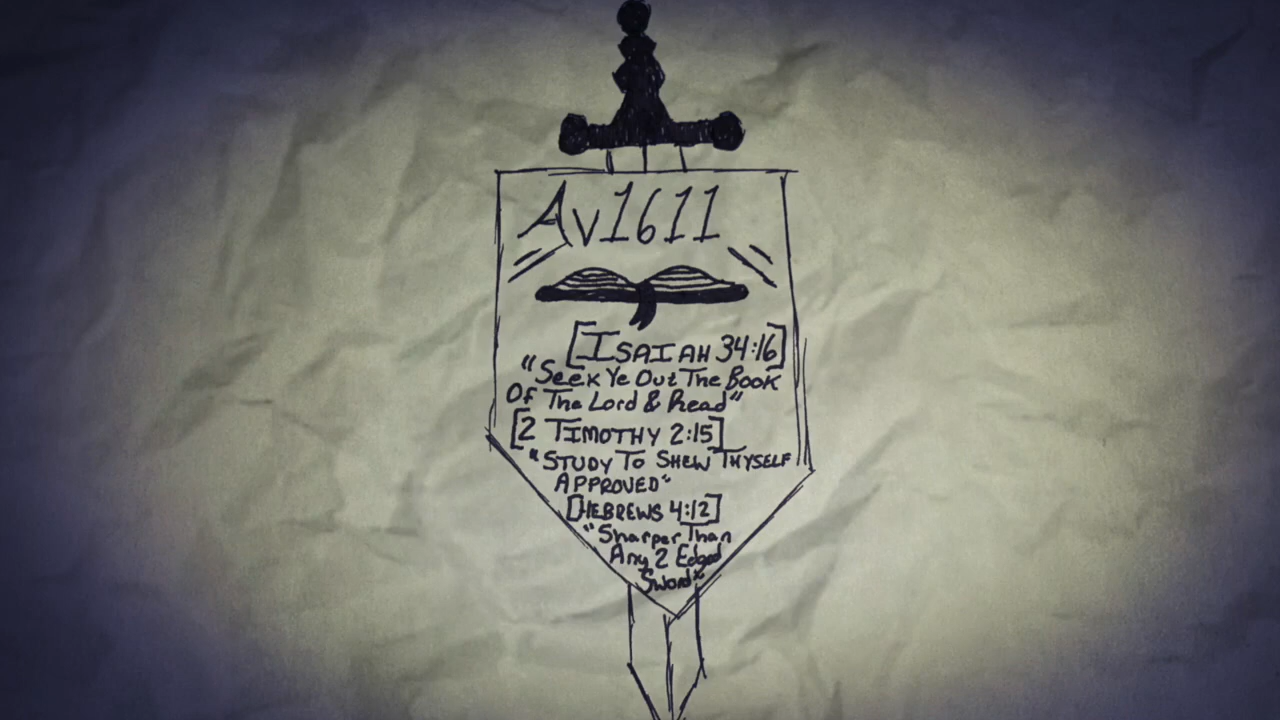 Av1611
[ISAIAH 34:16]
"Seek Ye Out The Book
Of The Lord & Read"
[2 TIMOTHY 2:15]
"STUDY TO SHEW THYSELF
APPROVED"
[HEBREWS 4:12]
"Sharper Than
Any 2 Edged
Sword"